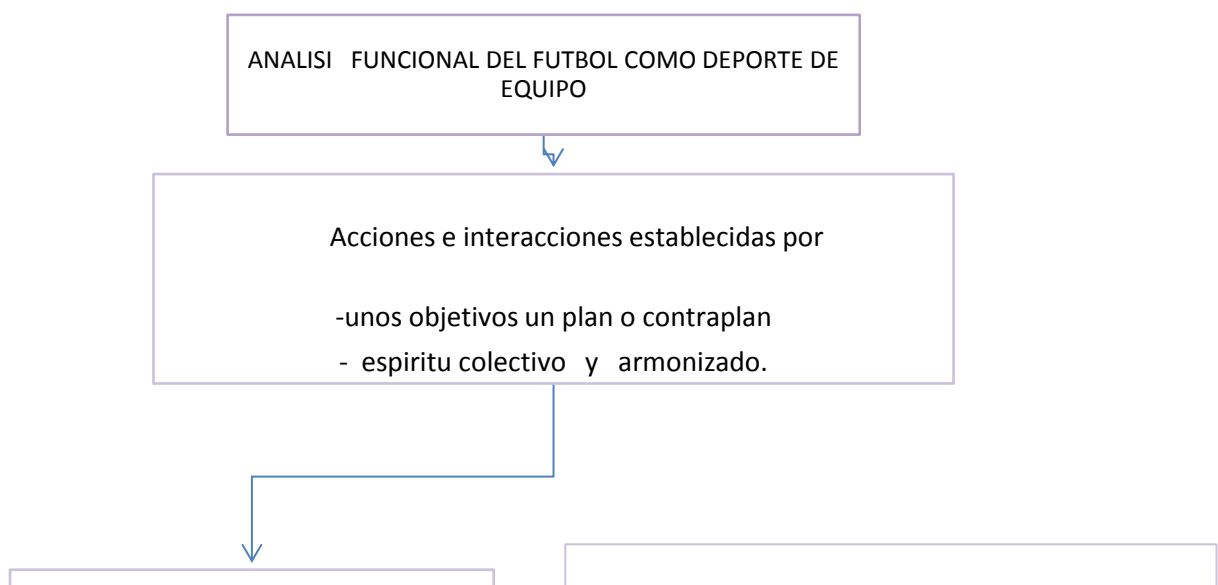 ANALISI FUNCIONAL DEL FUTBOL COMO DEPORTE DE
EQUIPO
Acciones e interacciones establecidas por
-unos objetivos un plan o contraplan
- espiritu colectivo y armonizado.